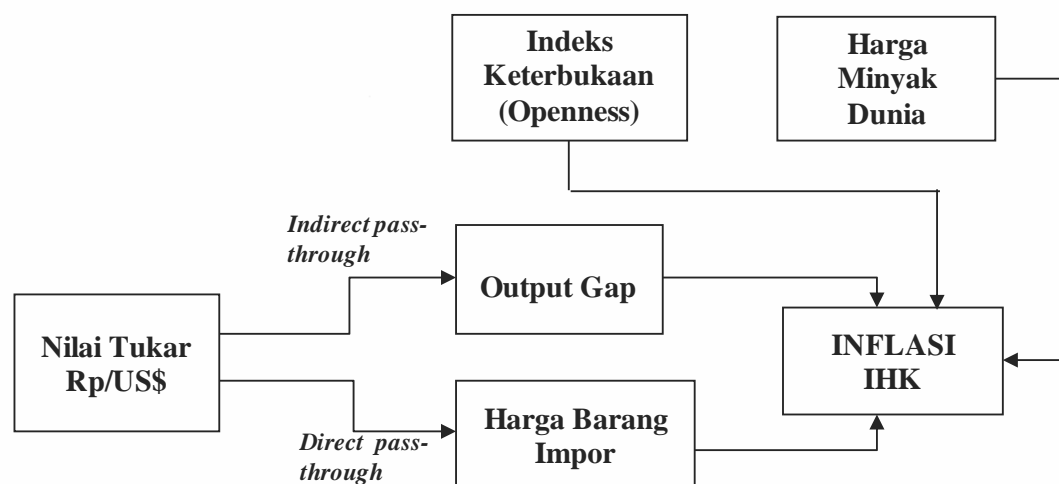 Indeks
Keterbukaan
(Openness)
Harga
Minyak
Dunia
Indirect pass-
through
Output Gap
Nilai Tukar
Rp/US$
INFLASI
IHK
Direct pass-
through
Harga Barang
Impor